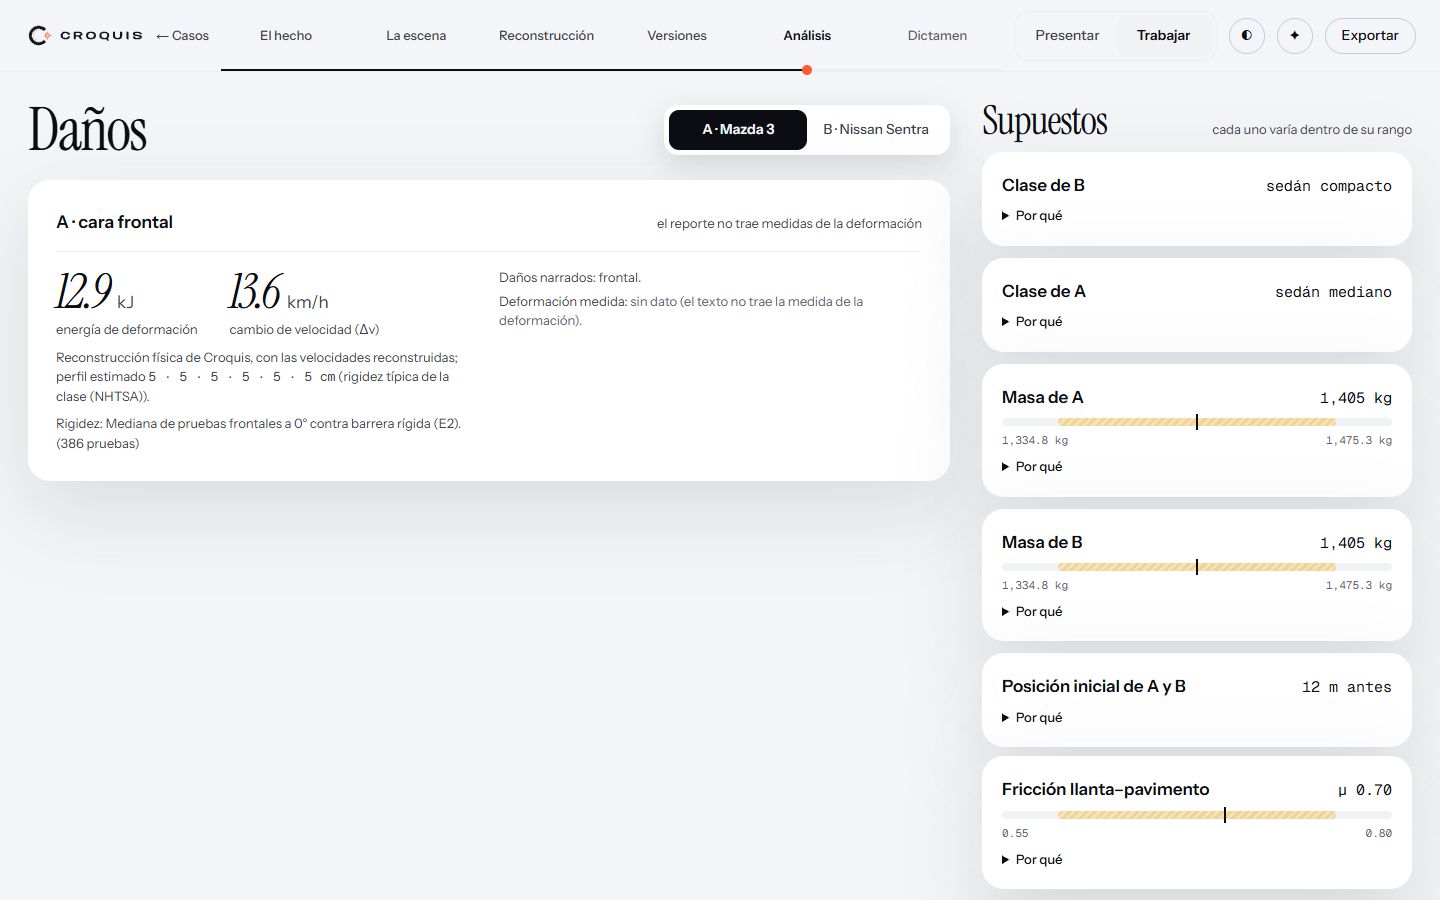 CROQUIS
← Casos
El hecho
La escena
Reconstrucción
Versiones
Análisis
Dictamen
Presentar
Trabajar
Exportar
Daños
A · Mazda 3
B · Nissan Sentra
A · cara frontal
el reporte no trae medidas de la deformación
12.9 kJ
energía de deformación
13.6 km/h
cambio de velocidad (Δv)
Reconstrucción física de Croquis, con las velocidades reconstruidas;
perfil estimado 5 · 5 · 5 · 5 · 5 · 5 cm (rigidez típica de la
clase (NHTSA)).
Rigidez: Mediana de pruebas frontales a 0° contra barrera rígida (E2).
(386 pruebas)
Daños narrados: frontal.
Deformación medida: sin dato (el texto no trae la medida de la
deformación).
Supuestos
cada uno varía dentro de su rango
Clase de B
sedán compacto
▶ Por qué
Clase de A
sedán mediano
▶ Por qué
Masa de A
1,405 kg
1,334.8 kg
1,475.3 kg
▶ Por qué
Masa de B
1,405 kg
1,334.8 kg
1,475.3 kg
▶ Por qué
Posición inicial de A y B
12 m antes
▶ Por qué
Fricción llanta–pavimento
µ 0.70
0.55
0.80
▶ Por qué